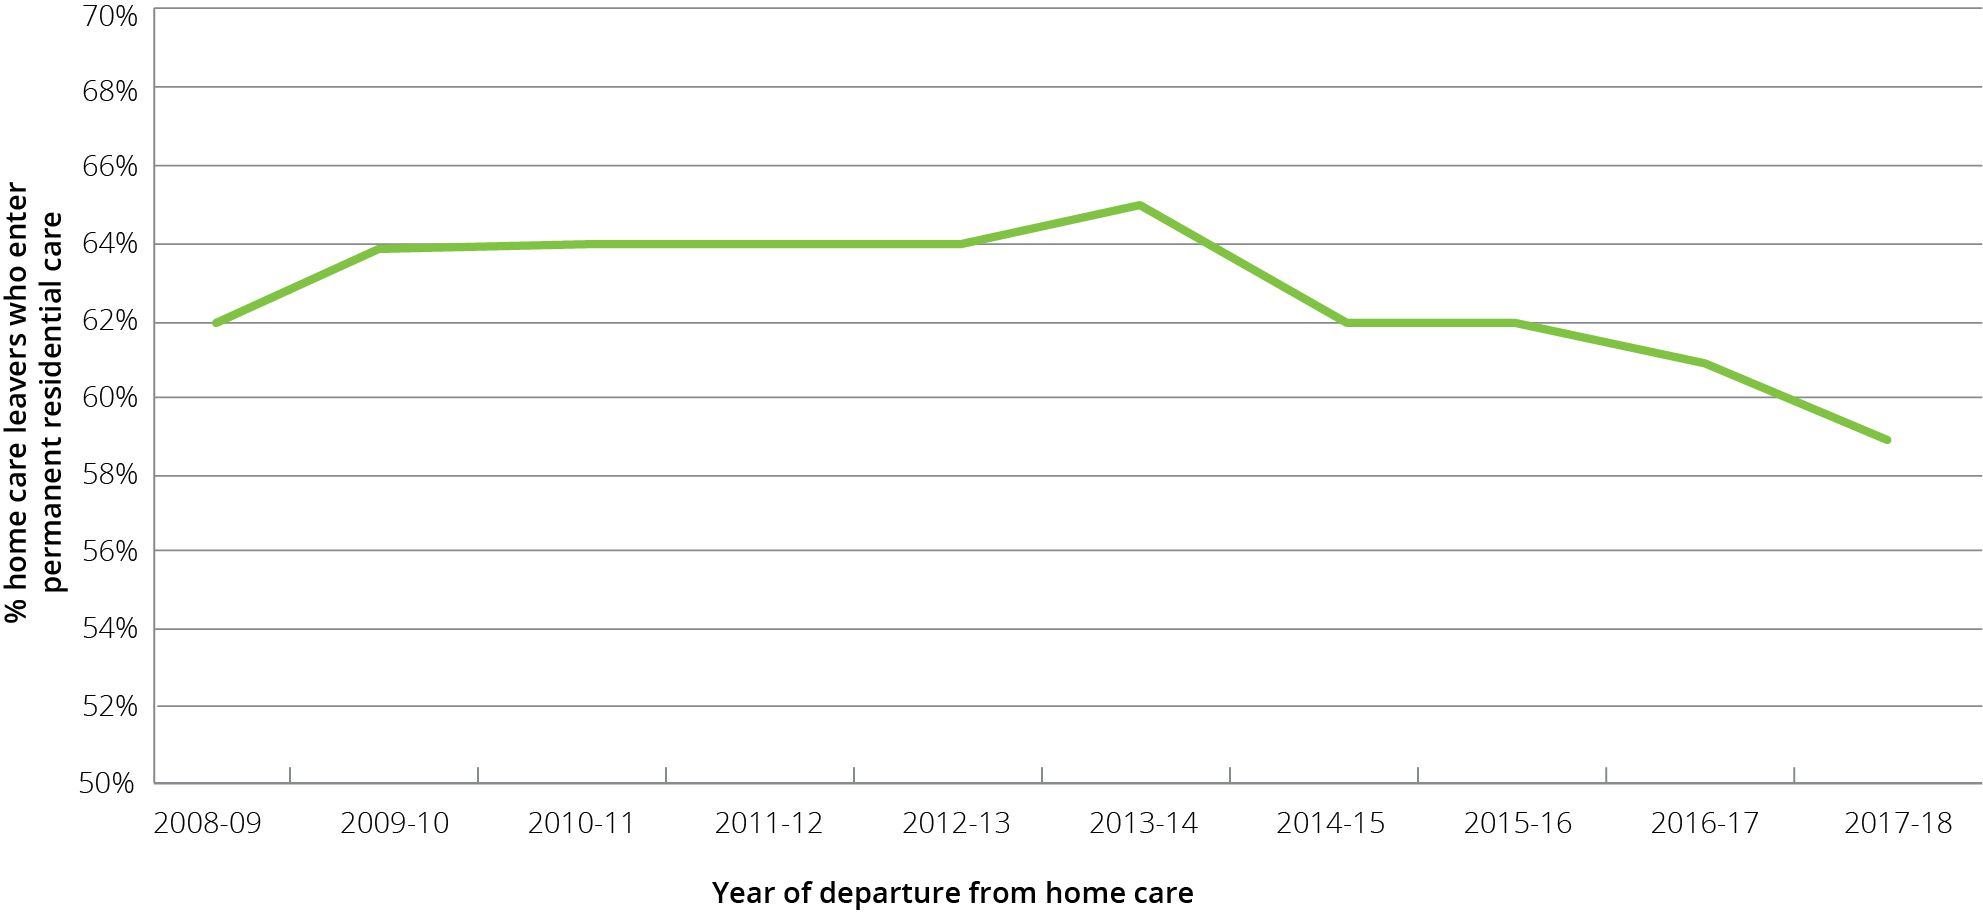 70%
68%
66%
64%
62%
60%
58%
56%
54%
52%
50%
% home care leavers who enter
permanent residential care
2008-09 2009-10 2010-11 2011-12 2012-13 2013-14 2014-15 2015-16 2016-17 2017-18
Year of departure from home care